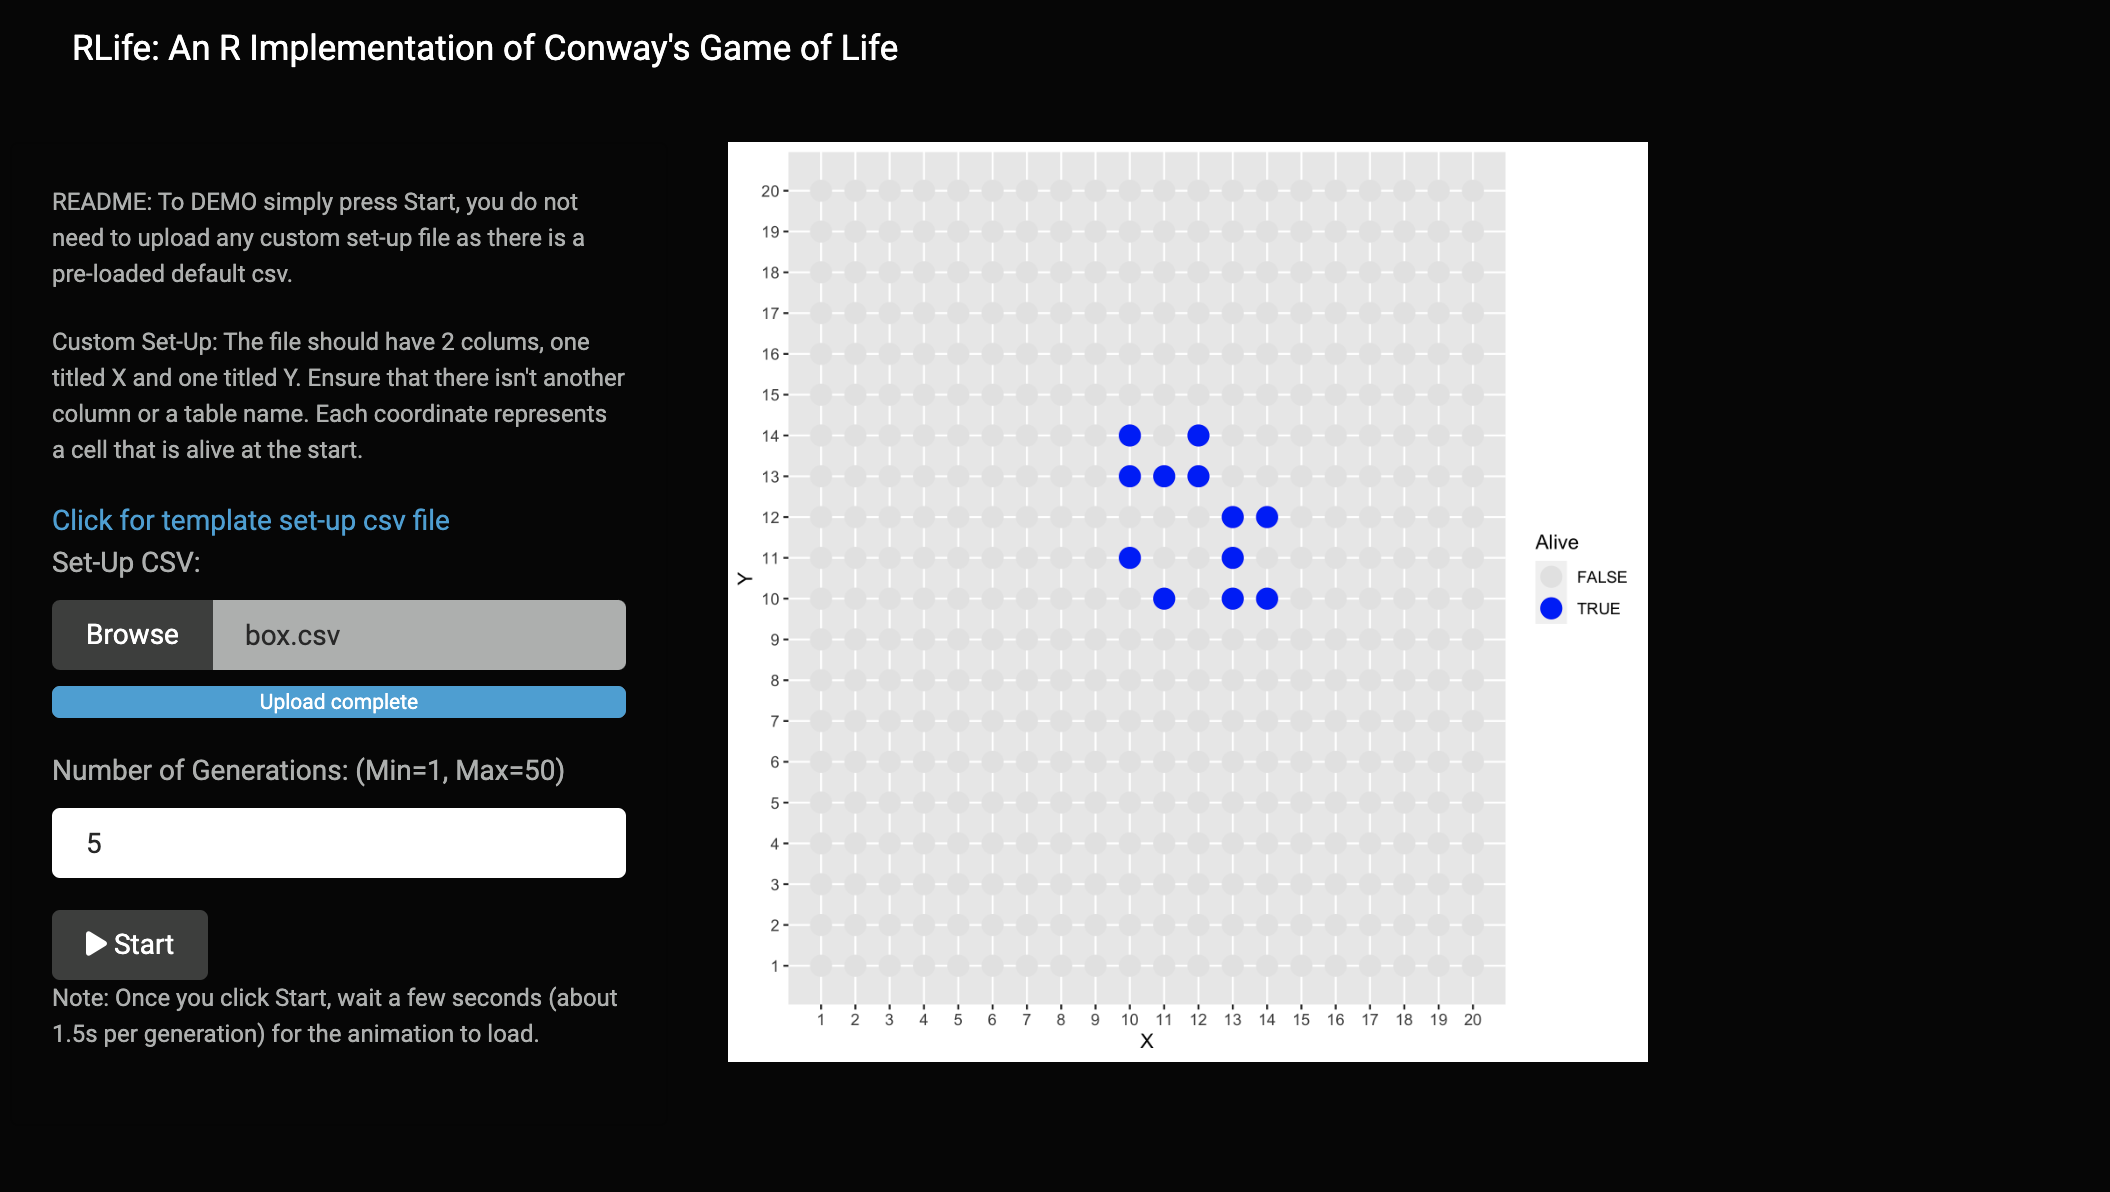 RLife: An R Implementation of Conway's Game of Life
README: To DEMO simply press Start, you do not
need to upload any custom set-up file as there is a
pre-loaded default csv.
Custom Set-Up: The file should have 2 colums, one
titled X and one titled Y. Ensure that there isn't another
column or a table name. Each coordinate represents
a cell that is alive at the start.
Click for template set-up csv file
Set-Up CSV:
Browse box.csv
Upload complete
Number of Generations: (Min=1, Max=50)
5
Start
Note: Once you click Start, wait a few seconds (about
1.5s per generation) for the animation to load.
20
19
18
17
16
15
14
13
12
11
10
9
8
7
6
5
4
3
2
1
Y
1 2 3 4 5 6 7 8 9 10 11 12 13 14 15 16 17 18 19 20
X
Alive
FALSE
TRUE